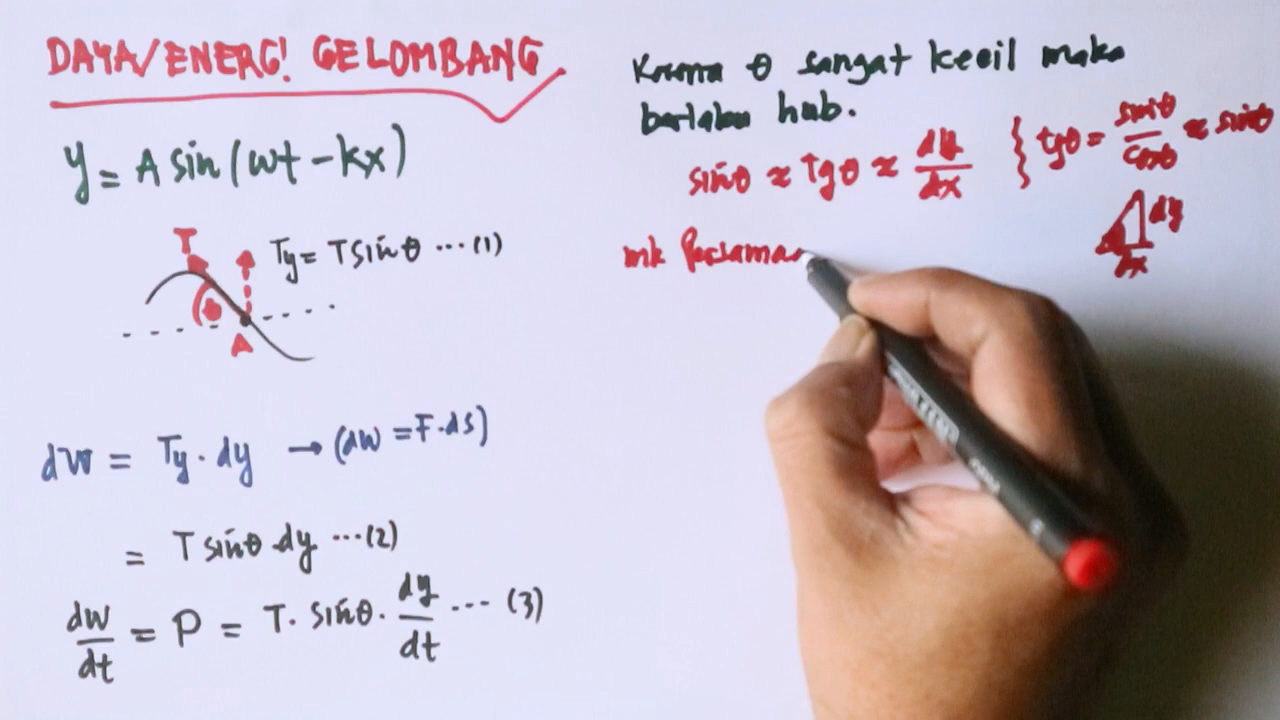 DAYA/ENERGI GELOMBANG
y = A sin (ωt - kx)
T
Ty = T sin θ ... (1)
θ
A
dW = Ty . dy → (dW = F . ds)
= T sin θ dy ... (2)
dW/dt = P = T . sin θ . dy/dt ... (3)
Karena θ sangat kecil maka
berlaku hub.
sin θ ≈ Tg θ ≈ dy/dx { tg θ = sin θ/cos θ ≈ sin θ
dy
dx
mk Persamaa